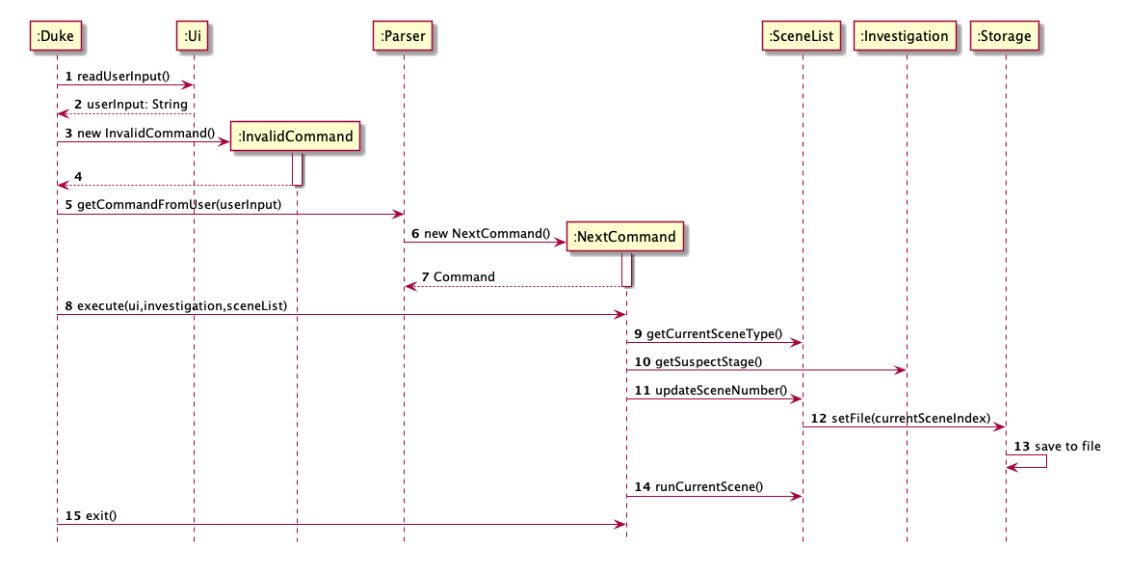 :Duke :Ui :Parser :SceneList :Investigation :Storage
1 readUserInput()
2 userInput: String
3 new InvalidCommand() :InvalidCommand
4
5 getCommandFromUser(userInput)
6 new NextCommand() :NextCommand
7 Command
8 execute(ui,investigation,sceneList)
9 getCurrentSceneType()
10 getSuspectStage()
11 updateSceneNumber()
12 setFile(currentSceneIndex)
13 save to file
14 runCurrentScene()
15 exit()